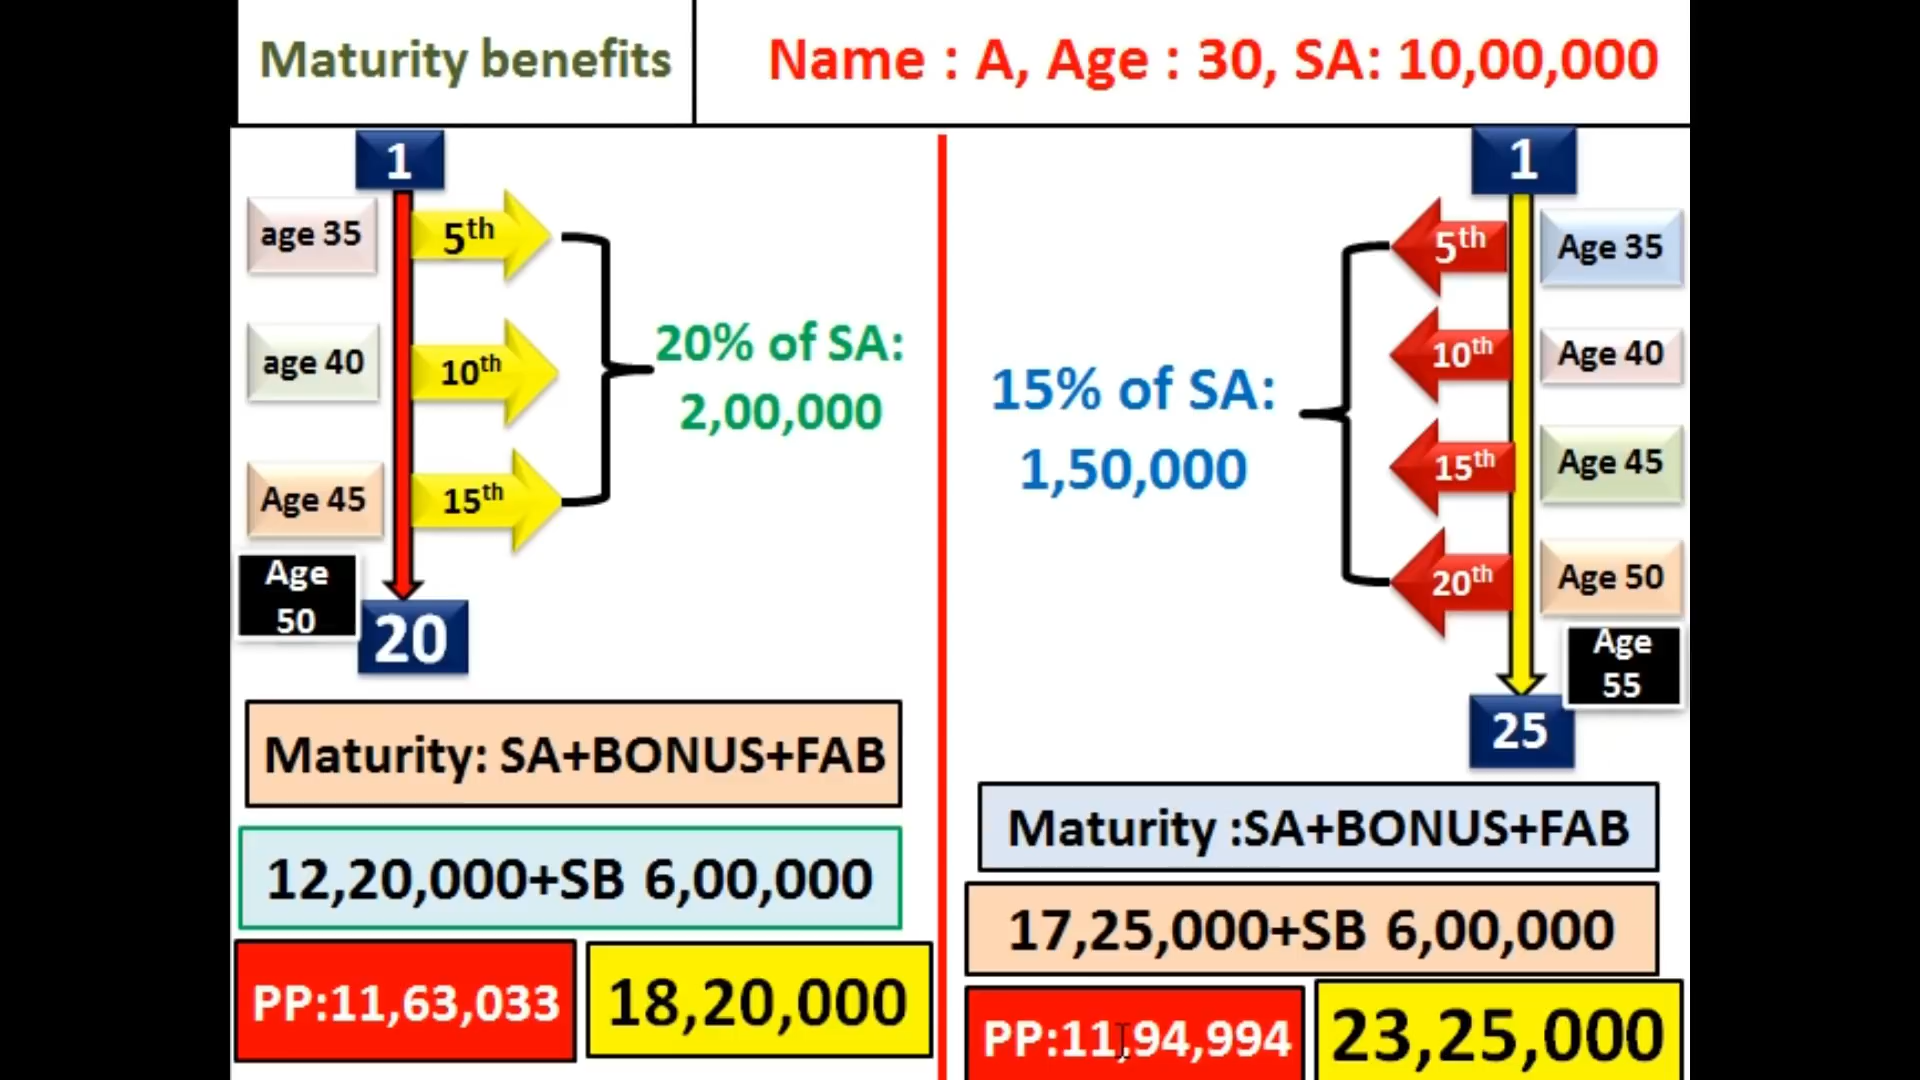 Maturity benefits
Name : A, Age : 30, SA: 10,00,000
1
age 35
5th
age 40
10th
20% of SA:
2,00,000
Age 45
15th
Age
50
20
Maturity: SA+BONUS+FAB
12,20,000+SB 6,00,000
PP:11,63,033
18,20,000
1
5th
Age 35
10th
Age 40
15% of SA:
1,50,000
15th
Age 45
20th
Age 50
Age
55
25
Maturity :SA+BONUS+FAB
17,25,000+SB 6,00,000
PP:11,94,994
23,25,000